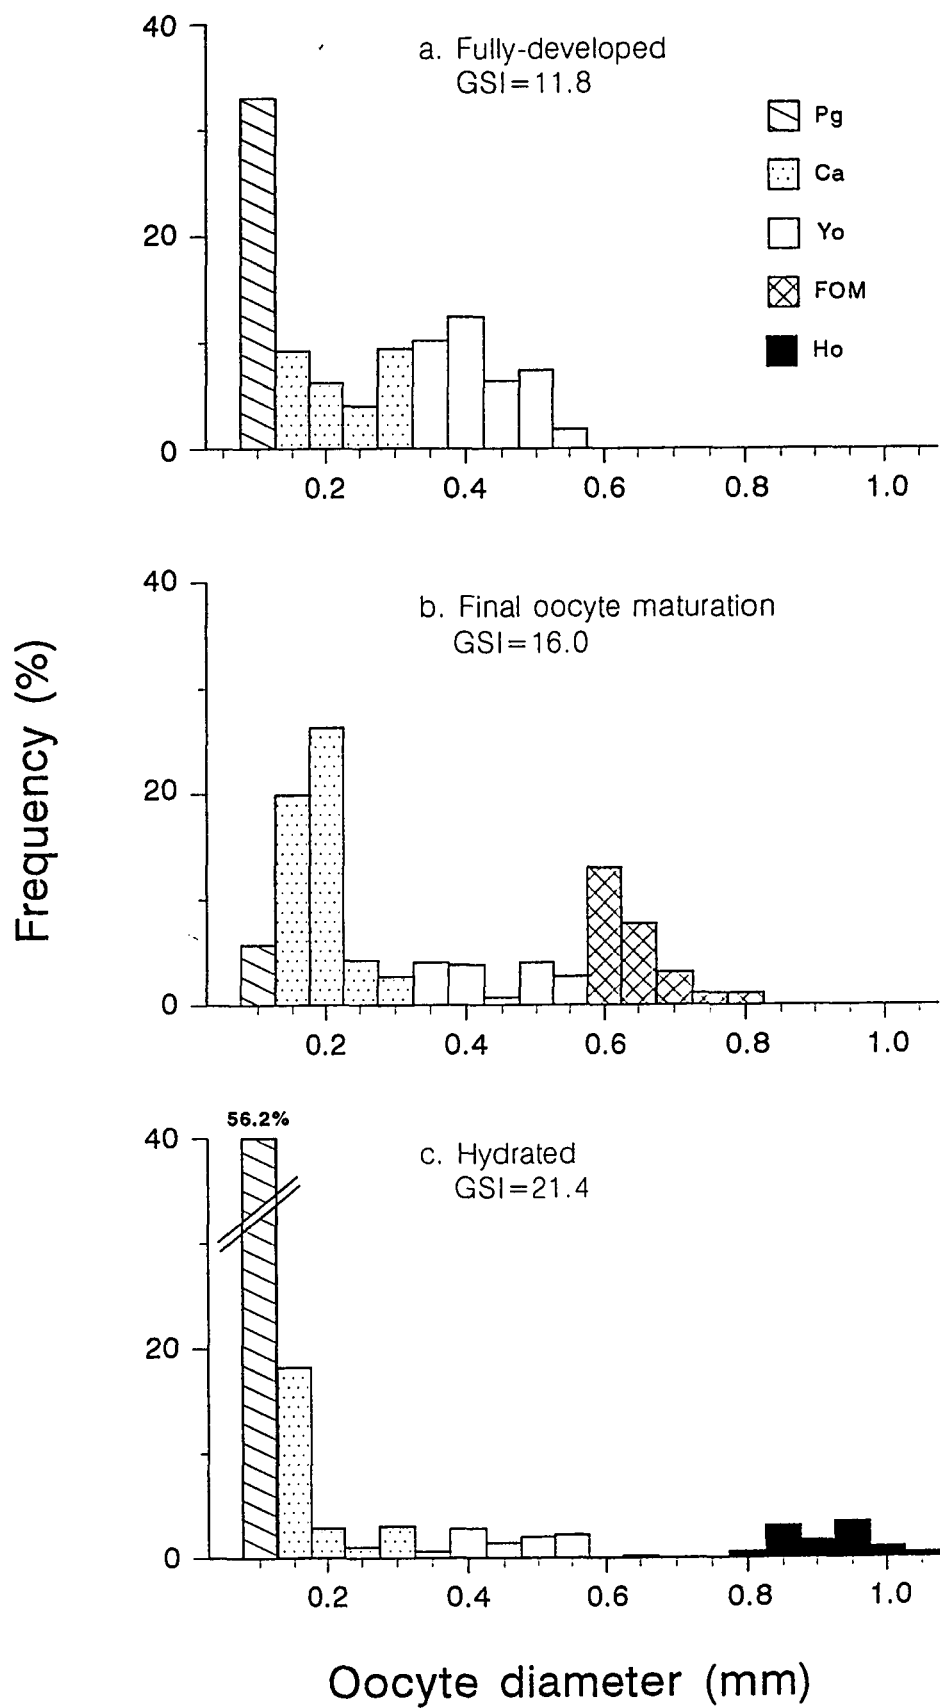 40
a. Fully-developed
GSI=11.8
Pg
Ca
20
Yo
FOM
Ho
0
0.2 0.4 0.6 0.8 1.0
40
b. Final oocyte maturation
GSI=16.0
Frequency (%)
20
0
0.2 0.4 0.6 0.8 1.0
56.2%
40
c. Hydrated
GSI=21.4
20
0
0.2 0.4 0.6 0.8 1.0
Oocyte diameter (mm)